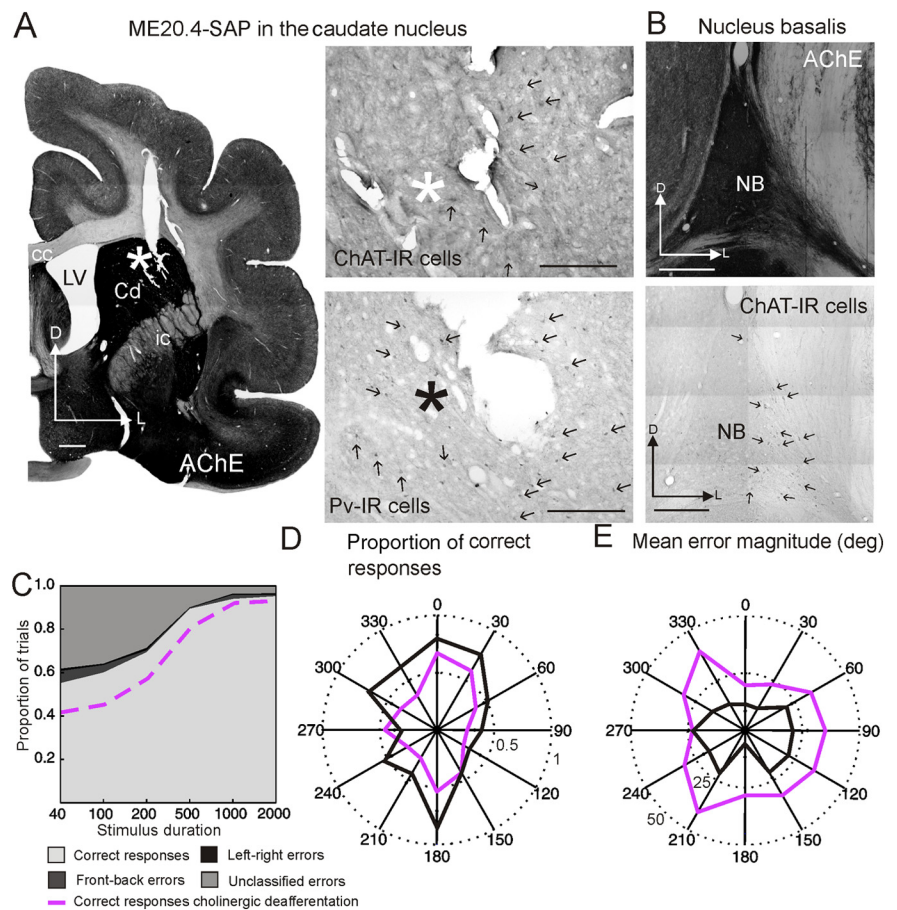 A
ME20.4-SAP in the caudate nucleus
CC
LV
Cd
ic
D
L
AChE
ChAT-IR cells
Pv-IR cells
B
Nucleus basalis
AChE
NB
D
L
ChAT-IR cells
NB
D
L
C
Proportion of trials
1.0
0.8
0.6
0.4
0.2
40 100 200 500 1000 2000
Stimulus duration
Correct responses
Left-right errors
Front-back errors
Unclassified errors
Correct responses cholinergic deafferentation
D
Proportion of correct
responses
0
330 30
300 60
270 90
0.5
1
240 120
210 150
180
E
Mean error magnitude (deg)
0
330 30
300 60
270 90
25
50
240 120
210 150
180